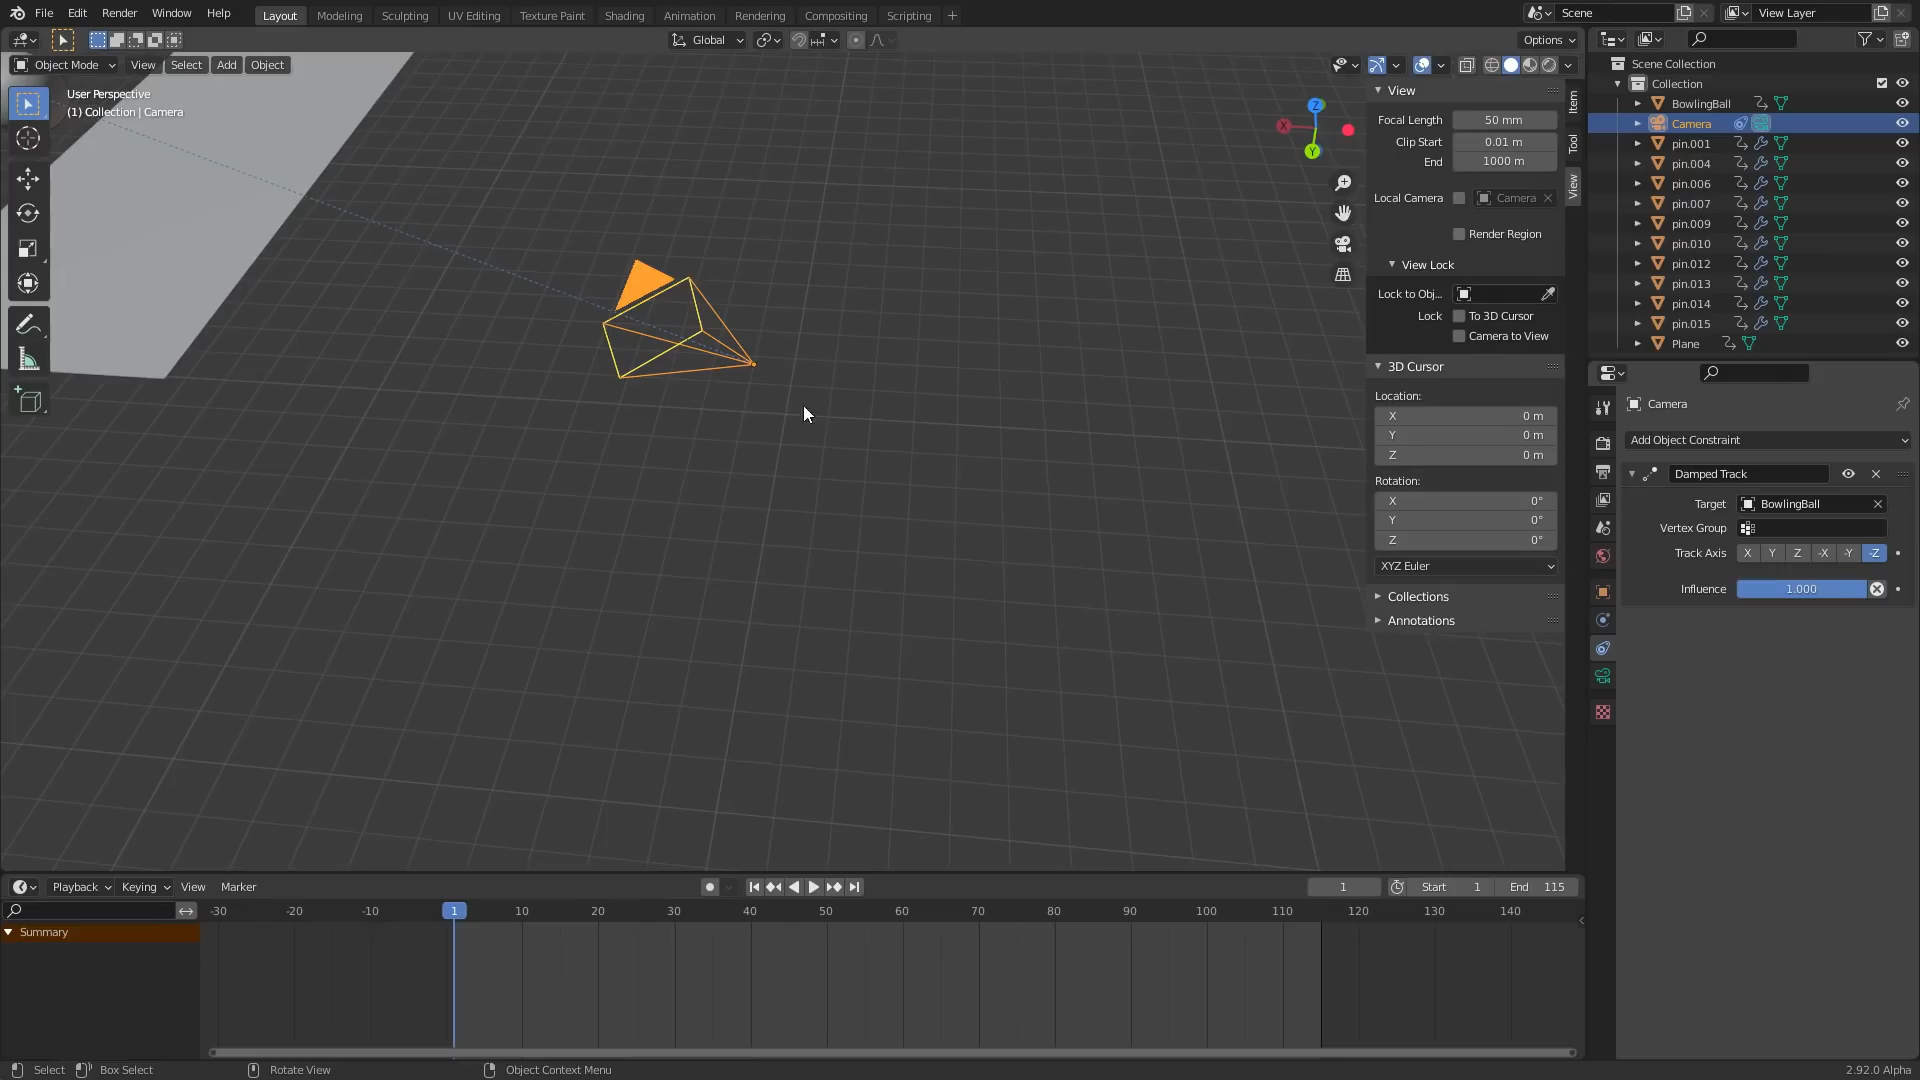 File Edit Render Window Help Layout Modeling Sculpting UV Editing Texture Paint Shading Animation Rendering Compositing Scripting + Scene View Layer
Global Options
Object Mode View Select Add Object
User Perspective
(1) Collection | Camera
Z
X
Y
View
Focal Length 50 mm
Clip Start 0.01 m
End 1000 m
Local Camera Camera
Render Region
View Lock
Lock to Obj...
Lock To 3D Cursor
Camera to View
3D Cursor
Location:
X 0 m
Y 0 m
Z 0 m
Rotation:
X 0°
Y 0°
Z 0°
XYZ Euler
Collections
Annotations
Item
Tool
View
Scene Collection
Collection
BowlingBall
Camera
pin.001
pin.004
pin.006
pin.007
pin.009
pin.010
pin.012
pin.013
pin.014
pin.015
Plane
Camera
Add Object Constraint
Damped Track
Target BowlingBall
Vertex Group
Track Axis X Y Z -X -Y -Z
Influence 1.000
Playback Keying View Marker 1 Start 1 End 115
-30 -20 -10 1 10 20 30 40 50 60 70 80 90 100 110 120 130 140
Summary
Select Box Select Rotate View Object Context Menu 2.92.0 Alpha